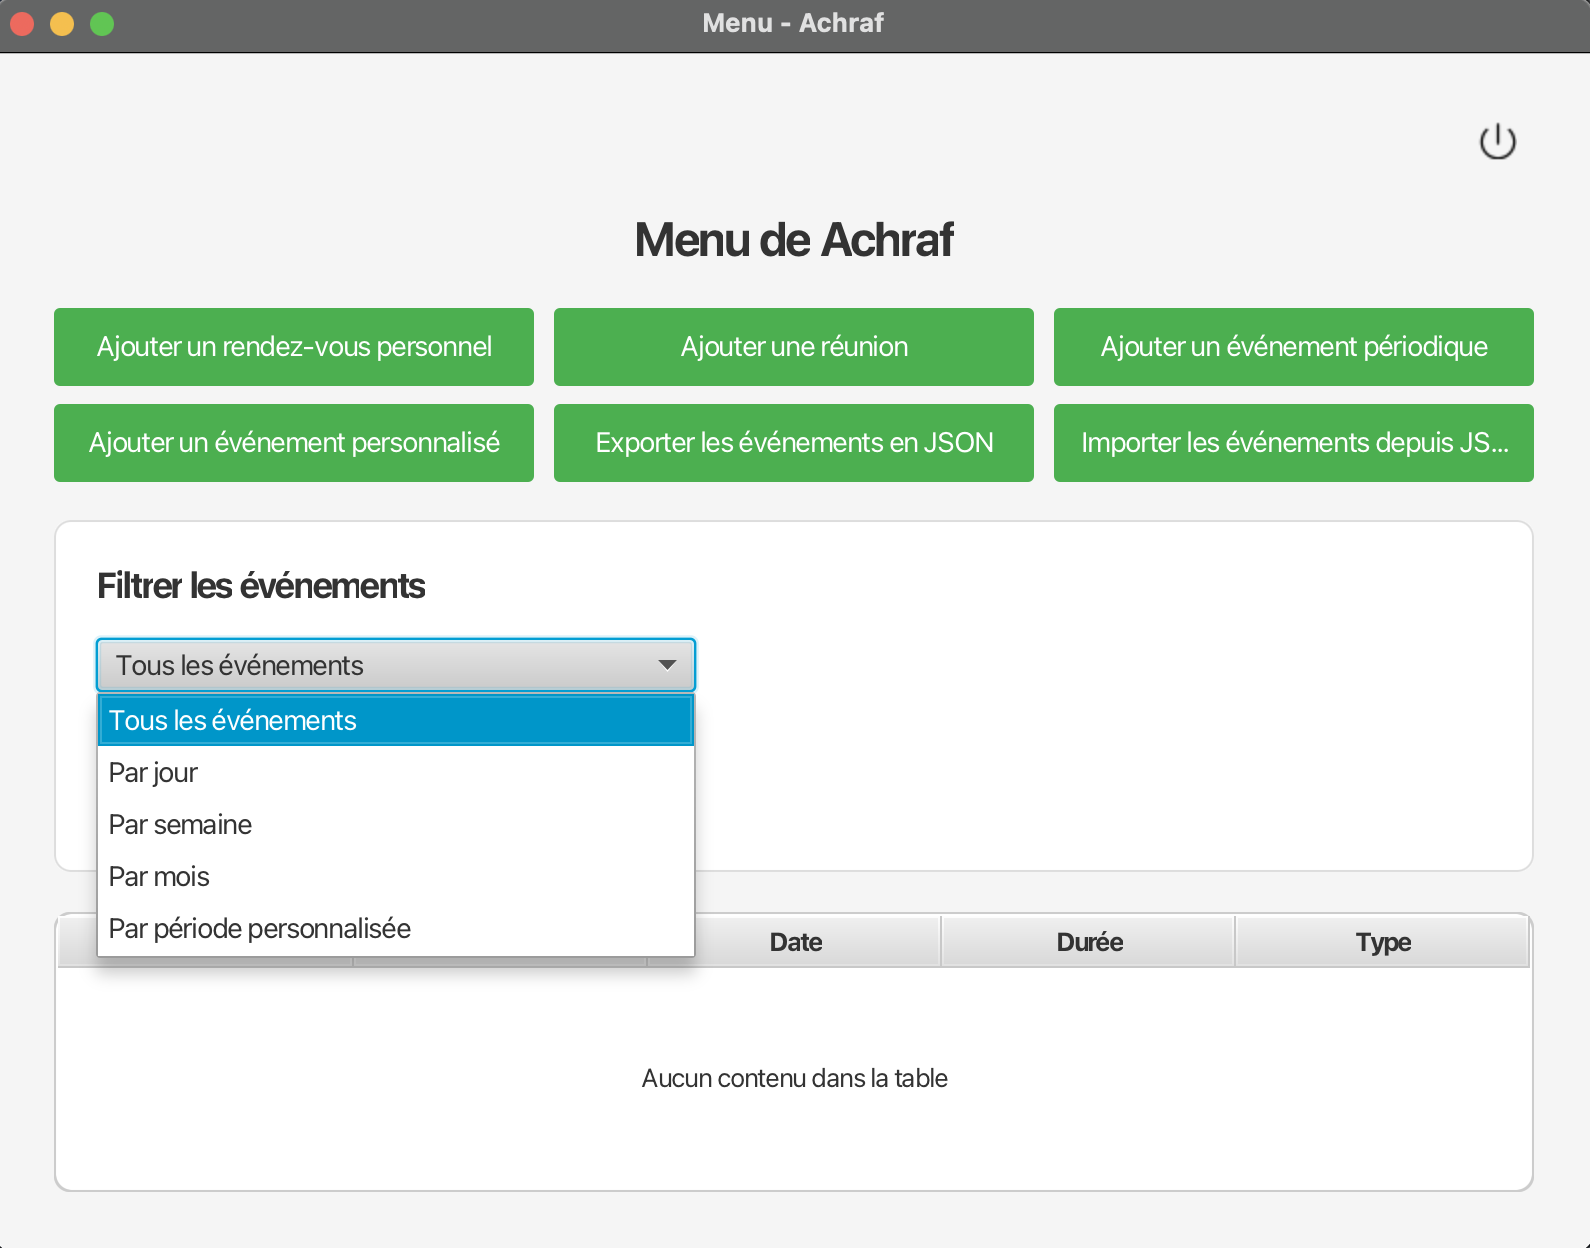 Menu - Achraf
Menu de Achraf
Ajouter un rendez-vous personnel
Ajouter une réunion
Ajouter un événement périodique
Ajouter un événement personnalisé
Exporter les événements en JSON
Importer les événements depuis JS...
Filtrer les événements
Tous les événements
Tous les événements
Par jour
Par semaine
Par mois
Par période personnalisée
Date
Durée
Type
Aucun contenu dans la table